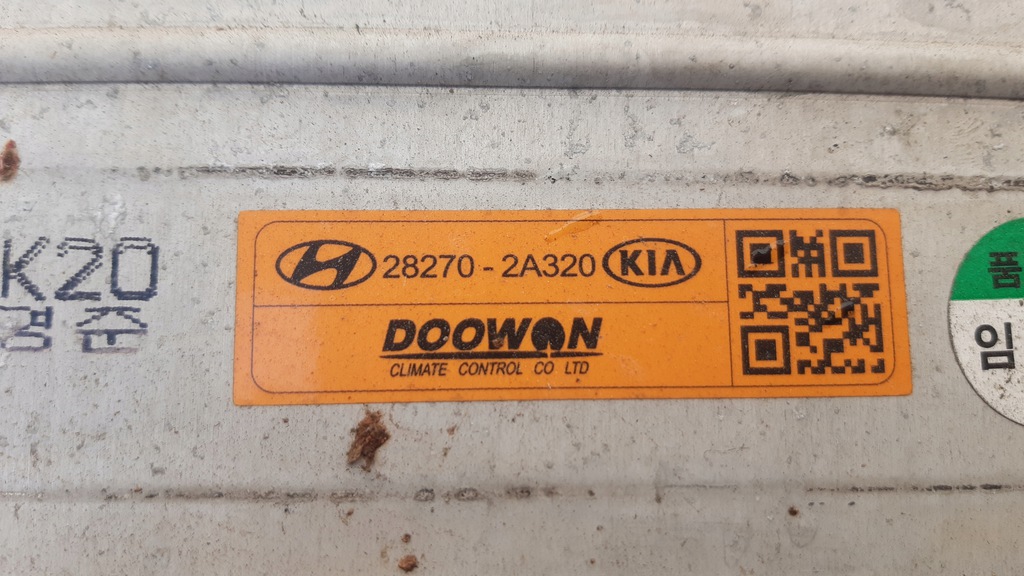 K20
경준
28270 - 2A320 KIA
DOOWON
CLIMATE CONTROL CO LTD
품
임